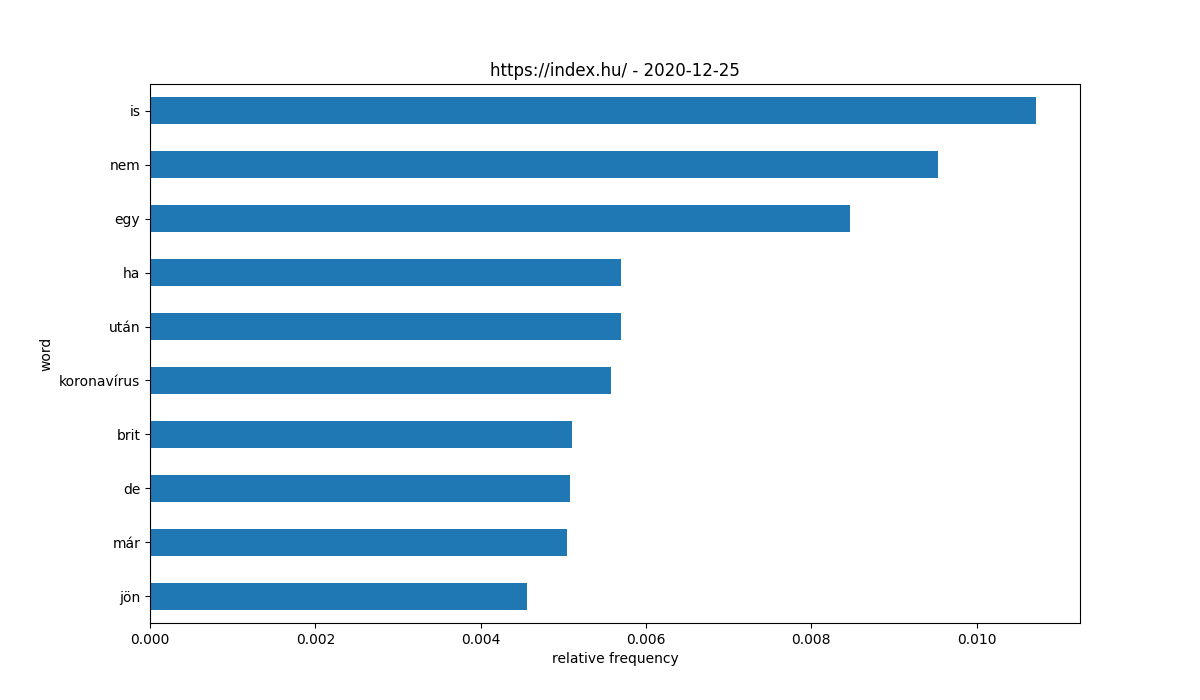 https://index.hu/ - 2020-12-25
is
nem
egy
ha
után
koronavírus
brit
de
már
jön
word
0.000 0.002 0.004 0.006 0.008 0.010
relative frequency